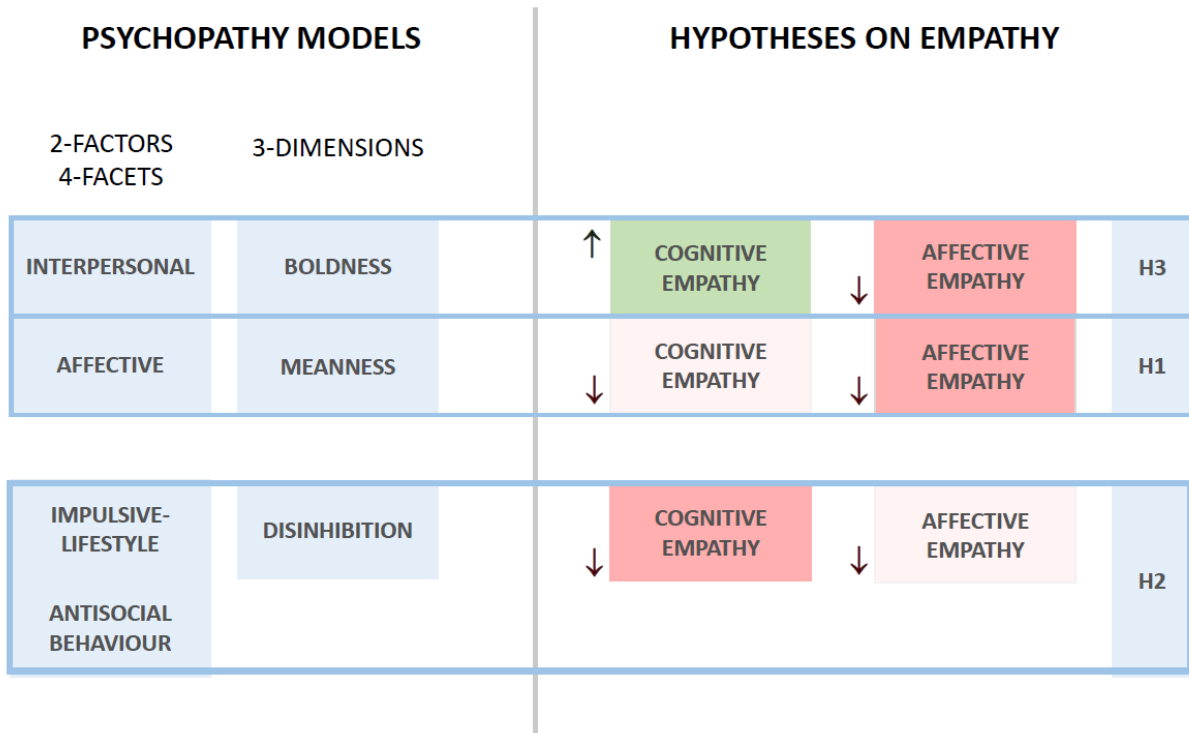 PSYCHOPATHY MODELS
HYPOTHESES ON EMPATHY
2-FACTORS
4-FACETS
3-DIMENSIONS
INTERPERSONAL
BOLDNESS
↑
COGNITIVE
EMPATHY
↓
AFFECTIVE
EMPATHY
H3
AFFECTIVE
MEANNESS
↓
COGNITIVE
EMPATHY
↓
AFFECTIVE
EMPATHY
H1
IMPULSIVE-
LIFESTYLE
ANTISOCIAL
BEHAVIOUR
DISINHIBITION
↓
COGNITIVE
EMPATHY
↓
AFFECTIVE
EMPATHY
H2